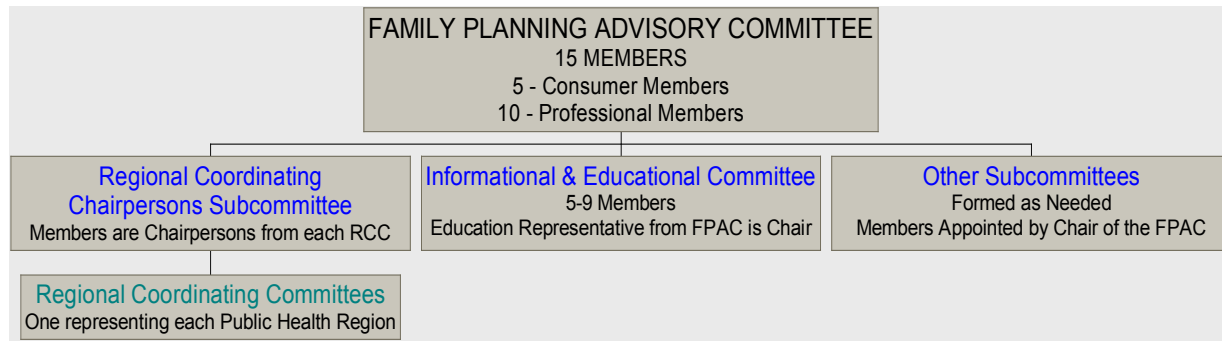 FAMILY PLANNING ADVISORY COMMITTEE
15 MEMBERS
5 - Consumer Members
10 - Professional Members
Regional Coordinating
Chairpersons Subcommittee
Members are Chairpersons from each RCC
Informational & Educational Committee
5-9 Members
Education Representative from FPAC is Chair
Other Subcommittees
Formed as Needed
Members Appointed by Chair of the FPAC
Regional Coordinating Committees
One representing each Public Health Region